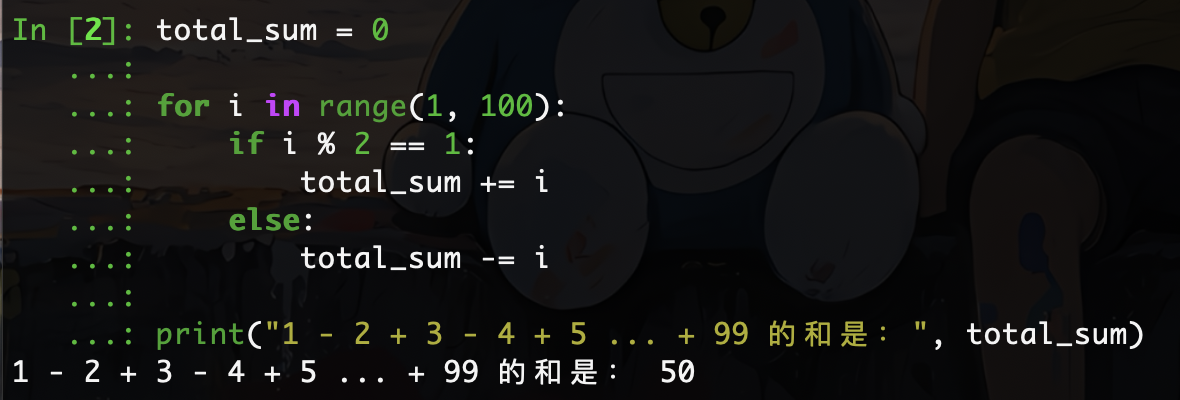 In [2]: total_sum = 0
   ...:
   ...: for i in range(1, 100):
   ...:     if i % 2 == 1:
   ...:         total_sum += i
   ...:     else:
   ...:         total_sum -= i
   ...:
   ...: print("1 - 2 + 3 - 4 + 5 ... + 99 的和是： ", total_sum)
1 - 2 + 3 - 4 + 5 ... + 99 的和是：  50